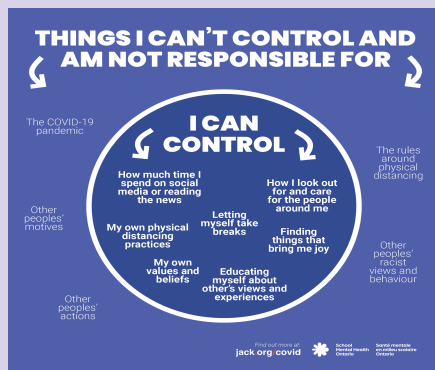 THINGS I CAN'T CONTROL AND
AM NOT RESPONSIBLE FOR
The COVID-19
pandemic
Other
peoples'
motives
Other
peoples'
actions
I CAN
CONTROL
How much time I
spend on social
media or reading
the news
How I look out
for and care
for the people
around me
Letting
myself take
breaks
My own physical
distancing
practices
Finding
things that
bring me joy
My own
values and
beliefs
Educating
myself about
other's views and
experiences
The rules
around
physical
distancing
Other
peoples'
racist
views and
behaviour
Find out more at:
jack.org/covid
School
Mental Health
Ontario
Santé mentale
en milieu scolaire
Ontario